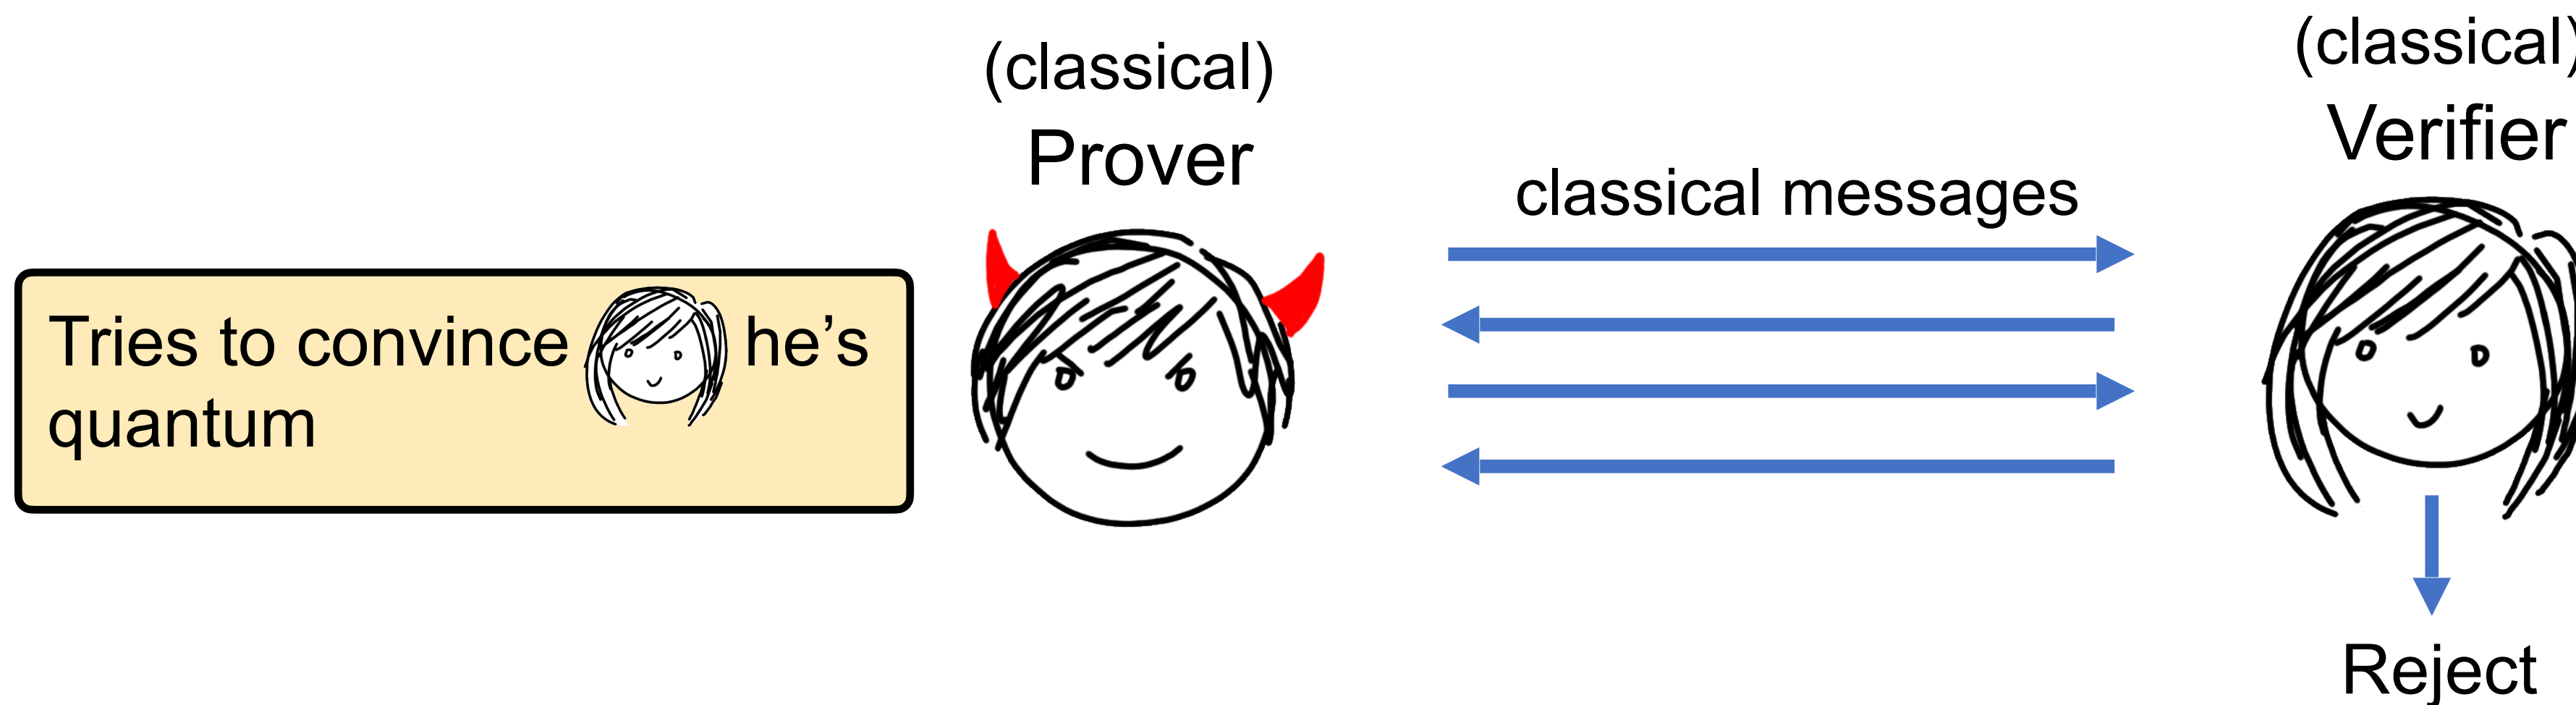 Tries to convince he's
quantum
(classical)
Prover
classical messages
(classical)
Verifier
Reject